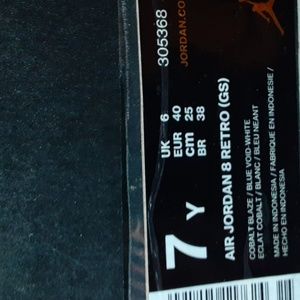 305368
JORDAN.CO
UK 6
EUR 40
cm 25
BR 38
7 Y
AIR JORDAN 8 RETRO (GS)
COBALT BLAZE / BLUE VOID-WHITE
ECLAT COBALT / BLANC / BLEU NEANT
MADE IN INDONESIA / FABRIQUE EN INDONESIE /
HECHO EN INDONESIA